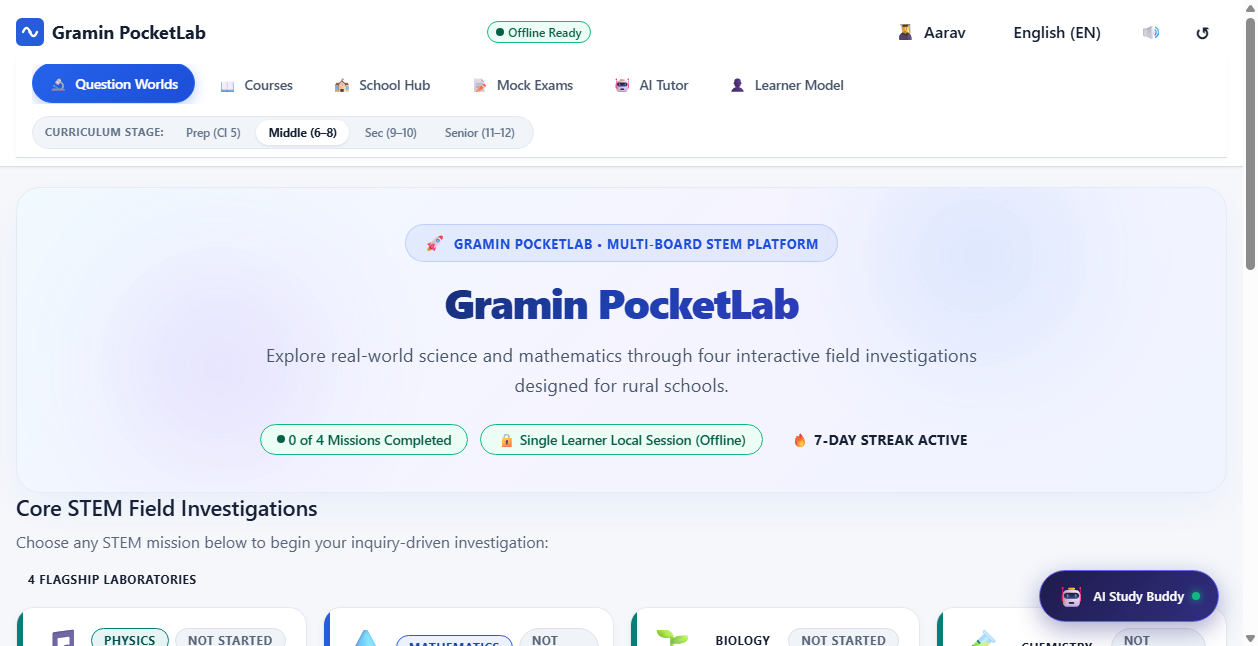 Gramin PocketLab
Offline Ready
Aarav
English (EN)
Question Worlds
Courses
School Hub
Mock Exams
AI Tutor
Learner Model
CURRICULUM STAGE:
Prep (Cl 5)
Middle (6–8)
Sec (9–10)
Senior (11–12)
GRAMIN POCKETLAB • MULTI-BOARD STEM PLATFORM
Gramin PocketLab
Explore real-world science and mathematics through four interactive field investigations
designed for rural schools.
0 of 4 Missions Completed
Single Learner Local Session (Offline)
7-DAY STREAK ACTIVE
Core STEM Field Investigations
Choose any STEM mission below to begin your inquiry-driven investigation:
4 FLAGSHIP LABORATORIES
AI Study Buddy
PHYSICS
NOT STARTED
MATHEMATICS
NOT
BIOLOGY
NOT STARTED
CHEMISTRY
NOT